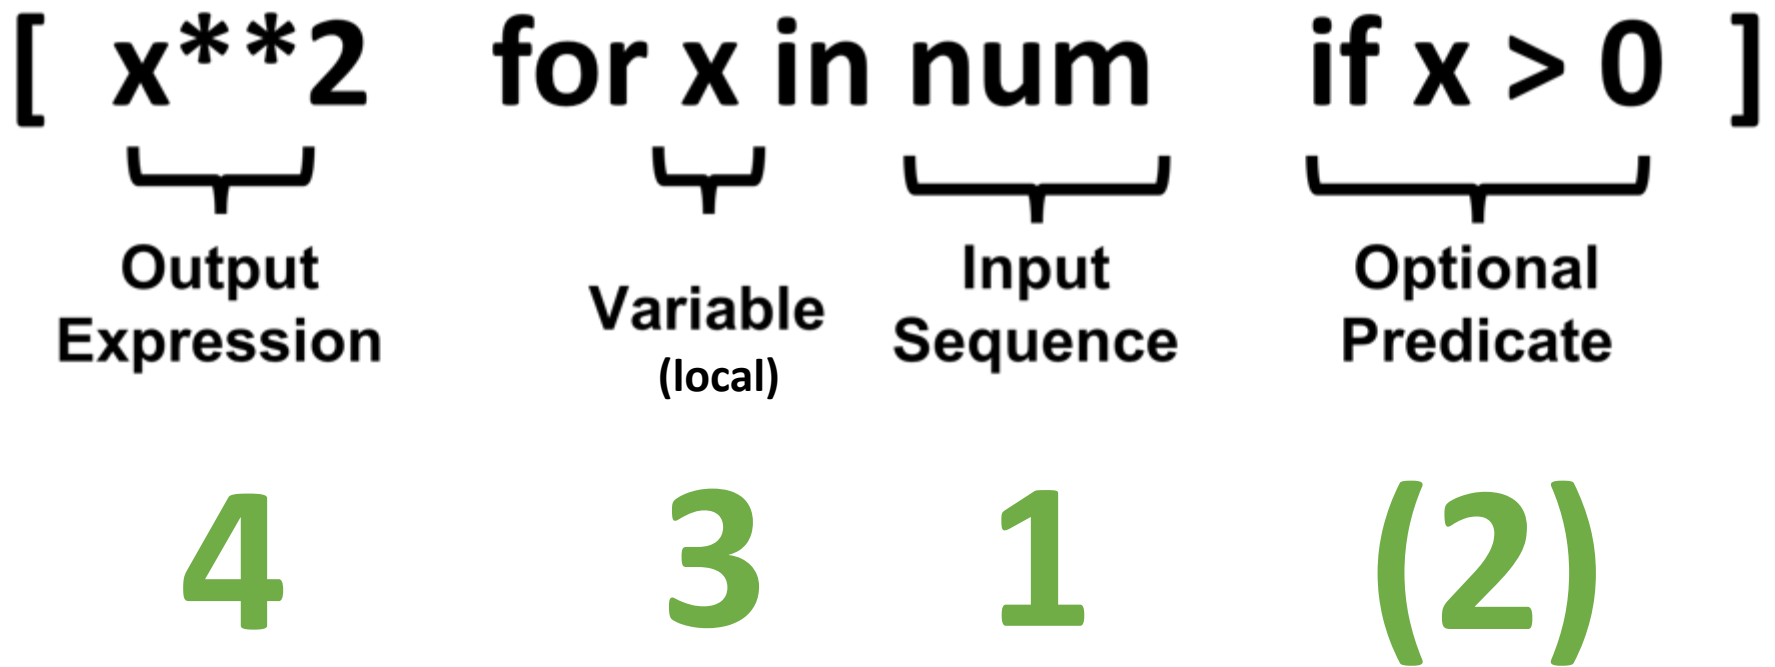 [ x**2 for x in num if x > 0 ]
Output
Expression
Variable
(local)
Input
Sequence
Optional
Predicate
4 3 1 (2)